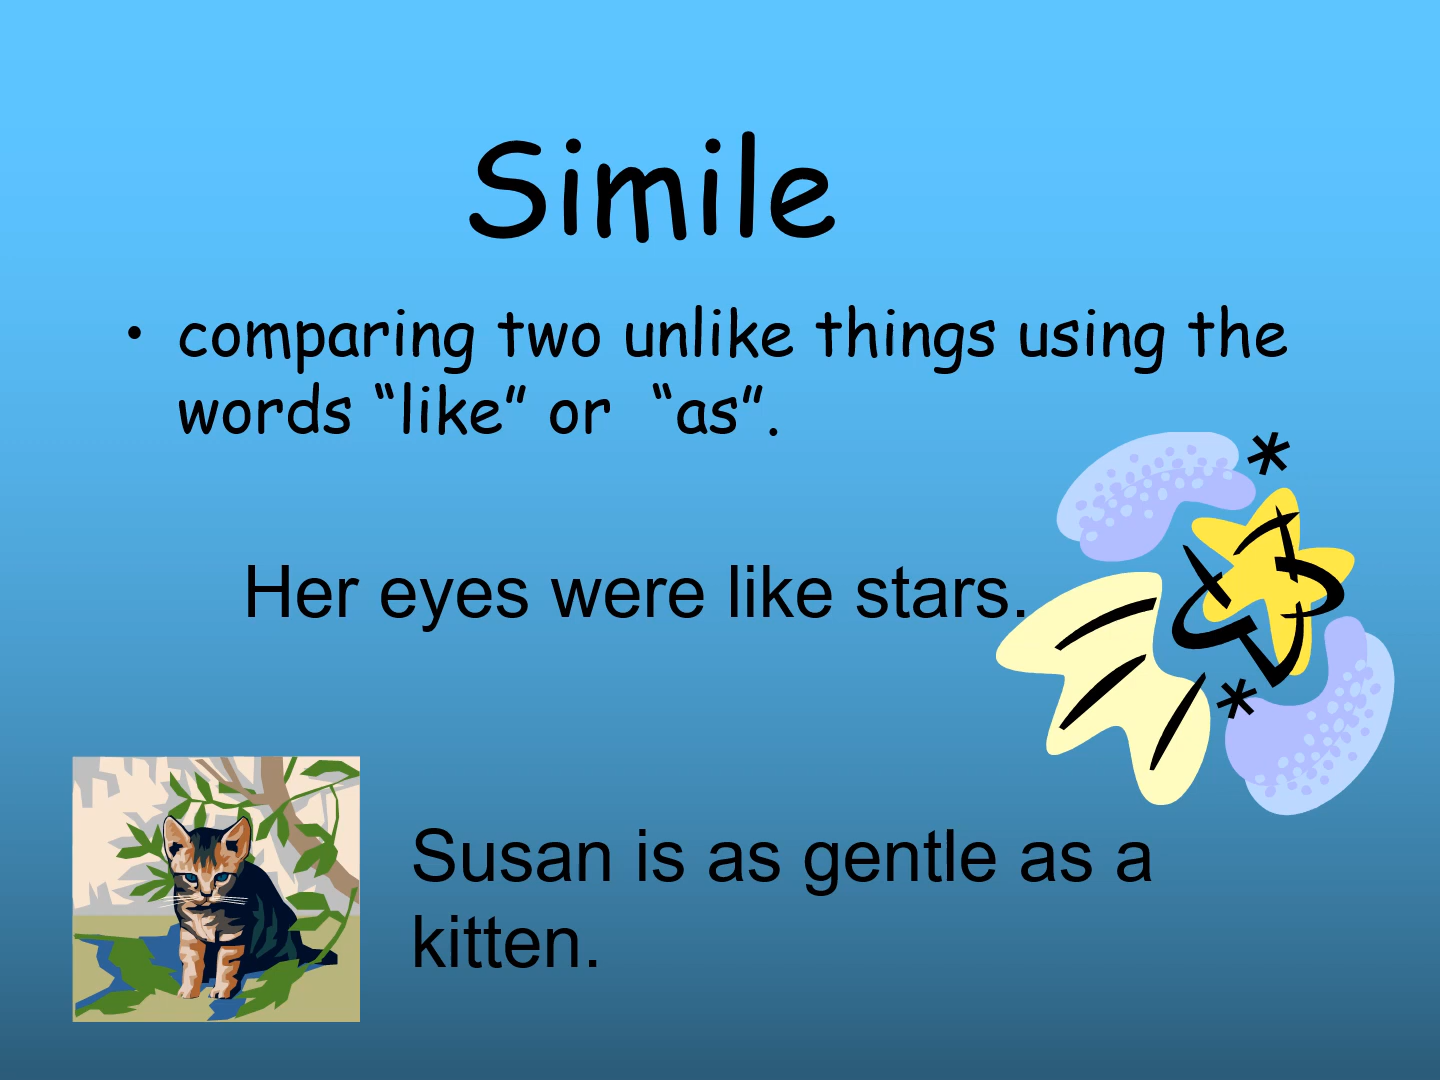 Simile
• comparing two unlike things using the
words “like” or “as”.
Her eyes were like stars.
Susan is as gentle as a
kitten.